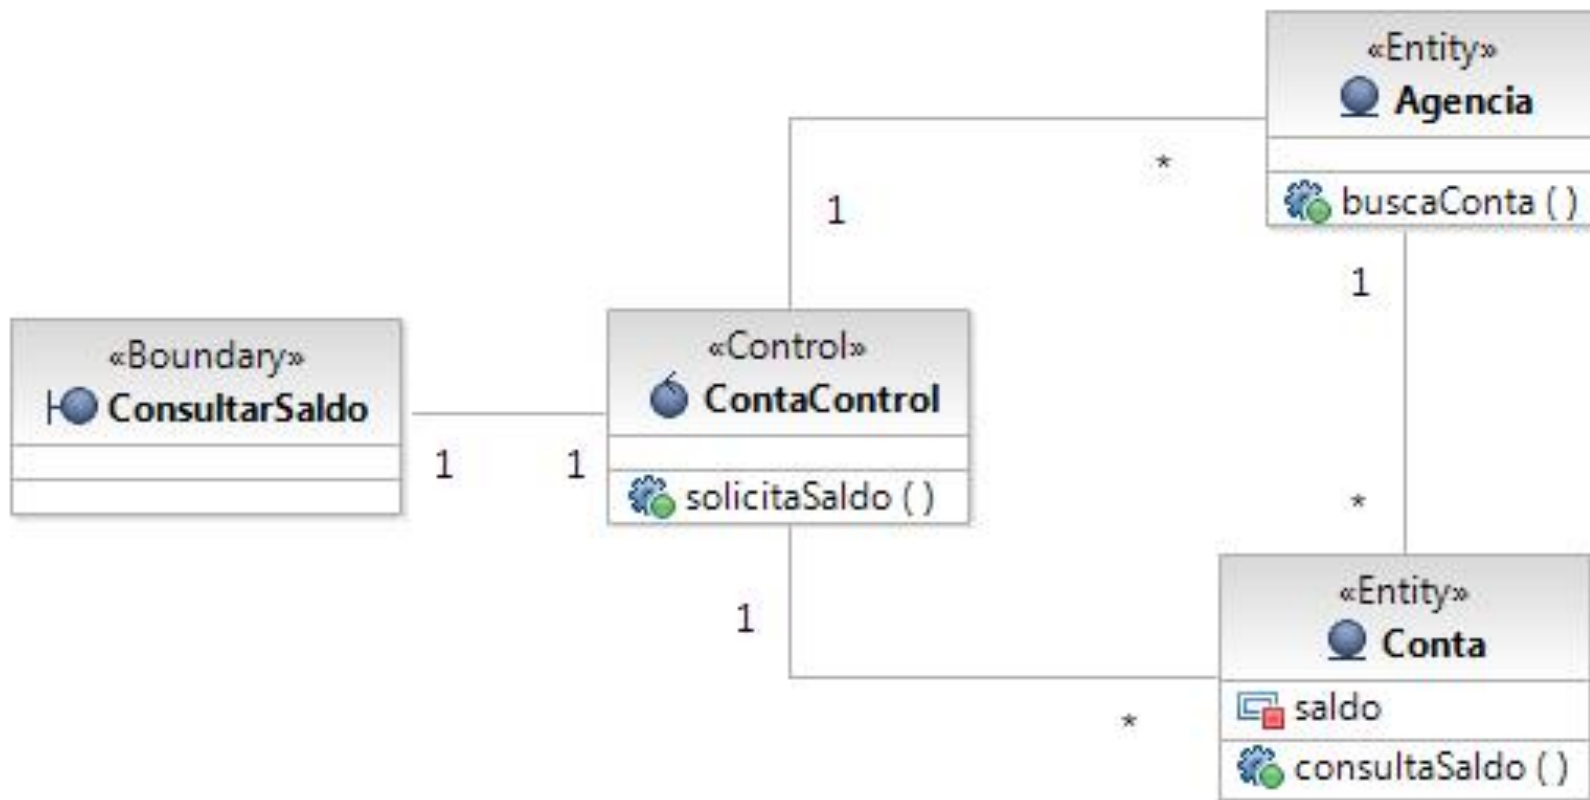 «Entity»
Agencia
buscaConta ( )
*
1
1
«Boundary»
ConsultarSaldo
1
1
«Control»
ContaControl
solicitaSaldo ( )
*
1
*
«Entity»
Conta
saldo
consultaSaldo ( )